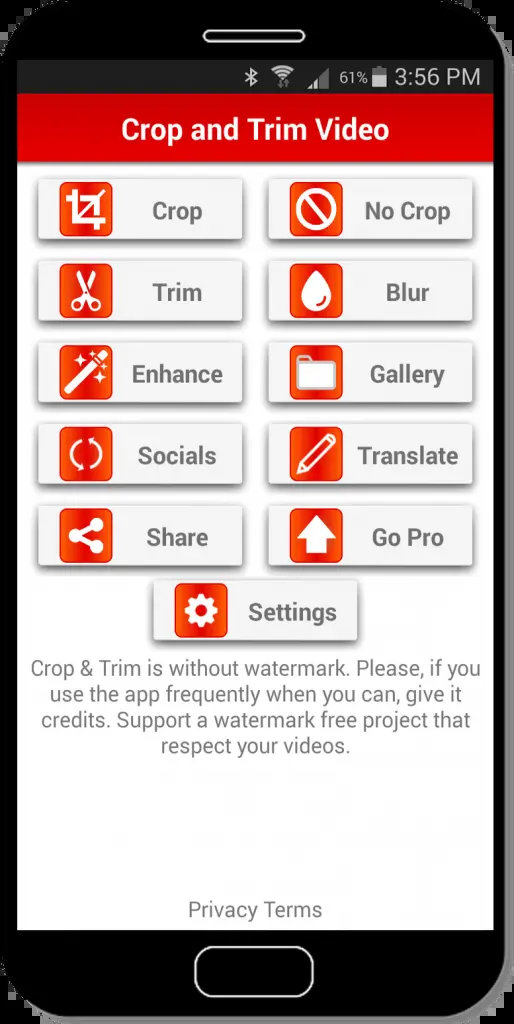 61% 3:56 PM
Crop and Trim Video
Crop No Crop
Trim Blur
Enhance Gallery
Socials Translate
Share Go Pro
Settings
Crop & Trim is without watermark. Please, if you
use the app frequently when you can, give it
credits. Support a watermark free project that
respect your videos.
Privacy Terms